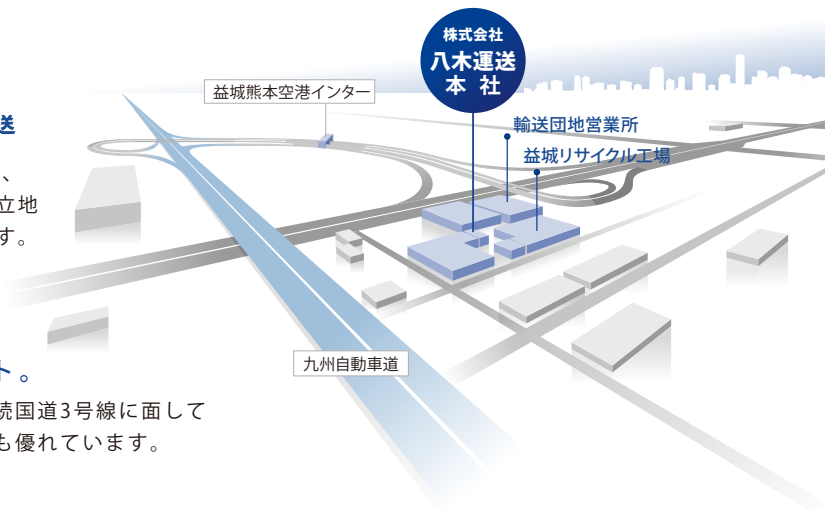 株式会社
八木運送
本 社
益城熊本空港インター
輸送団地営業所
益城リサイクル工場
送
、
立地
す。
九州自動車道
ト。
続国道3号線に面して
も優れています。